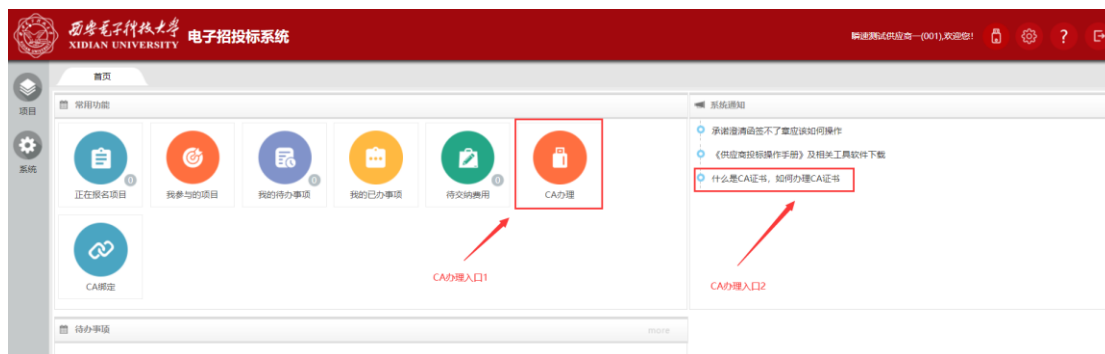 西安电子科技大学
XIDIAN UNIVERSITY
电子招投标系统
瞬速测试供应商一(001),欢迎您!
首页
项目
系统
常用功能
系统通知
正在报名项目
0
我参与的项目
我的待办事项
0
我的已办事项
待交纳费用
0
CA办理
CA绑定
承诺澄清函签不了章应该如何操作
《供应商投标操作手册》及相关工具软件下载
什么是CA证书，如何办理CA证书
CA办理入口1
CA办理入口2
待办事项
more